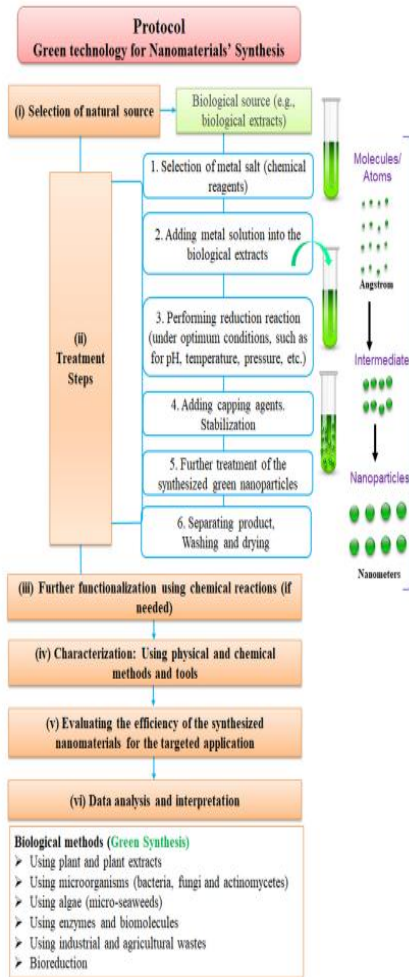 Protocol
Green technology for Nanomaterials' Synthesis
(i) Selection of natural source
Biological source (e.g.,
biological extracts)
(ii)
Treatment
Steps
1. Selection of metal salt (chemical
reagents)
2. Adding metal solution into the
biological extracts
3. Performing reduction reaction
(under optimum conditions, such as
for pH, temperature, pressure, etc.)
4. Adding capping agents.
Stabilization
5. Further treatment of the
synthesized green nanoparticles
6. Separating product,
Washing and drying
Molecules/
Atoms
Angstrom
Intermediate
Nanoparticles
Nanometers
(iii) Further functionalization using chemical reactions (if
needed)
(iv) Characterization: Using physical and chemical
methods and tools
(v) Evaluating the efficiency of the synthesized
nanomaterials for the targeted application
(vi) Data analysis and interpretation
Biological methods (Green Synthesis)
➢ Using plant and plant extracts
➢ Using microorganisms (bacteria, fungi and actinomycetes)
➢ Using algae (micro-seaweeds)
➢ Using enzymes and biomolecules
➢ Using industrial and agricultural wastes
➢ Bioreduction